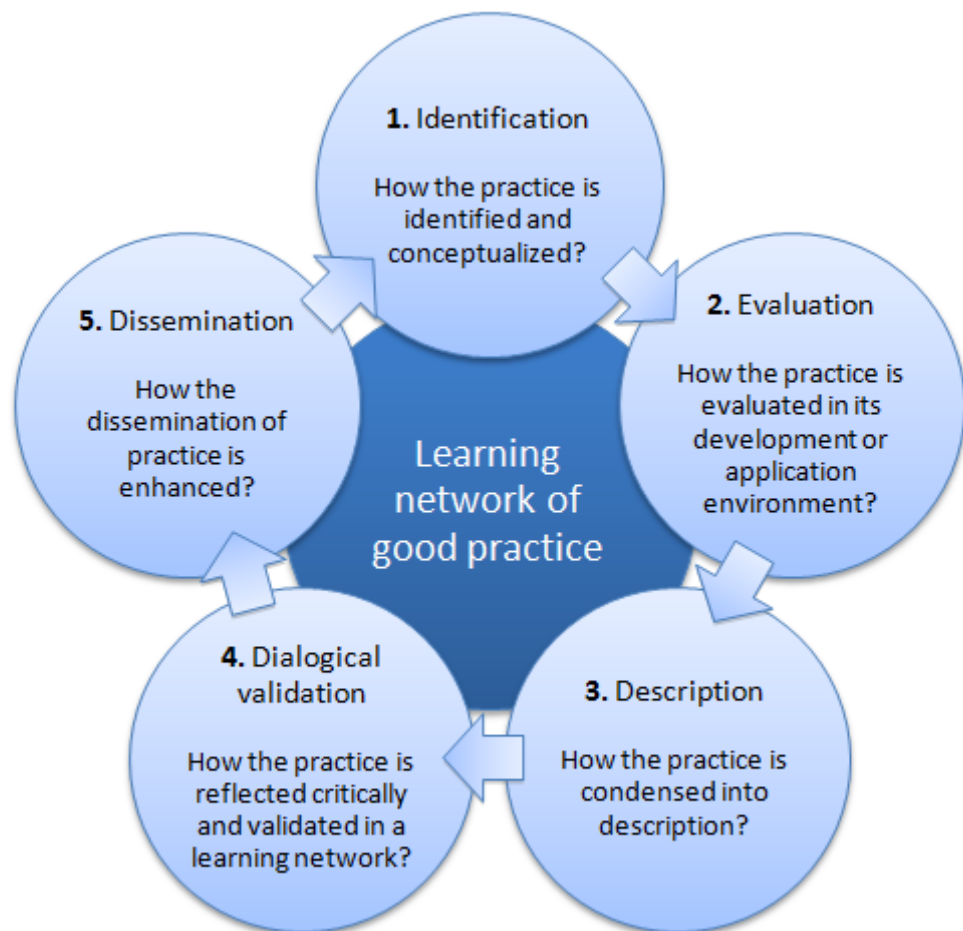 1. Identification
How the practice is
identified and
conceptualized?
2. Evaluation
How the practice is
evaluated in its
development or
application
environment?
3. Description
How the practice is
condensed into
description?
4. Dialogical
validation
How the practice is
reflected critically
and validated in a
learning network?
5. Dissemination
How the
dissemination of
practice is
enhanced?
Learning
network of
good practice